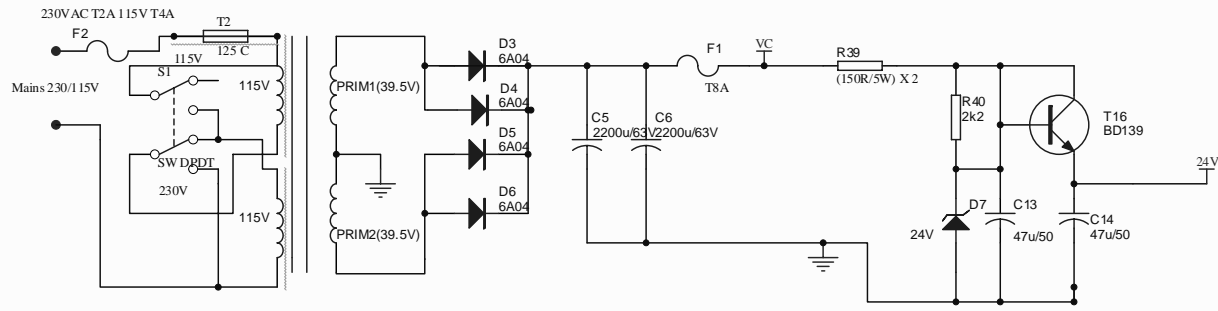 230VAC T2A 115V T4A
F2
T2
125 C
115V
S1
Mains 230/115V
115V
SW DPDT
230V
115V
PRIM1(39.5V)
PRIM2(39.5V)
D3
6A04
D4
6A04
D5
6A04
D6
6A04
C5
2200u/63V
C6
2200u/63V
F1
T8A
VC
R39
(150R/5W) X 2
R40
2k2
T16
BD139
24V
D7
24V
C13
47u/50
C14
47u/50